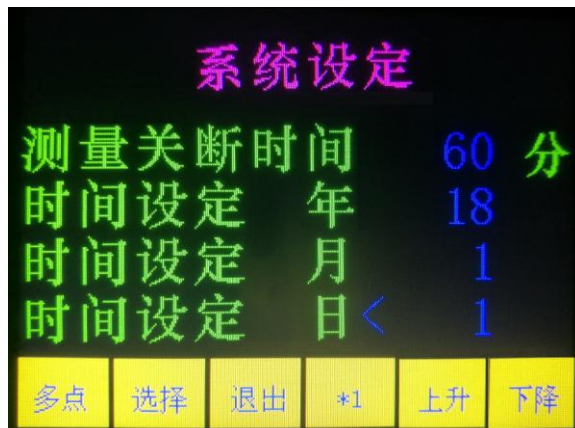 系统设定
测量关断时间 60 分
时间设定 年 18
时间设定 月 1
时间设定 日< 1
多点 选择 退出 *1 上升 下降